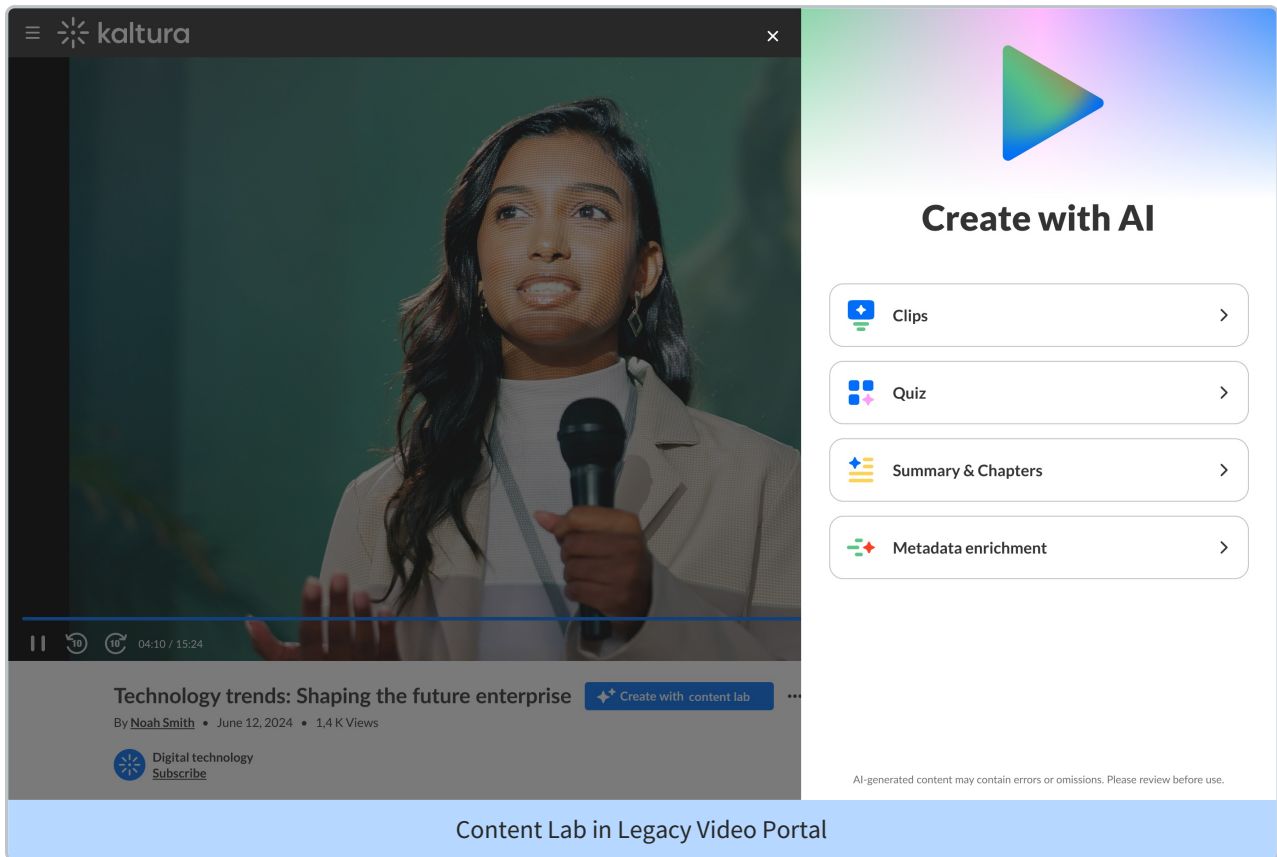 kaltura
10
10
04:10 / 15:24
Technology trends: Shaping the future enterprise
Create with content lab
By Noah Smith • June 12, 2024 • 1,4 K Views
Digital technology
Subscribe
Create with AI
Clips
Quiz
Summary & Chapters
Metadata enrichment
AI-generated content may contain errors or omissions. Please review before use.
Content Lab in Legacy Video Portal